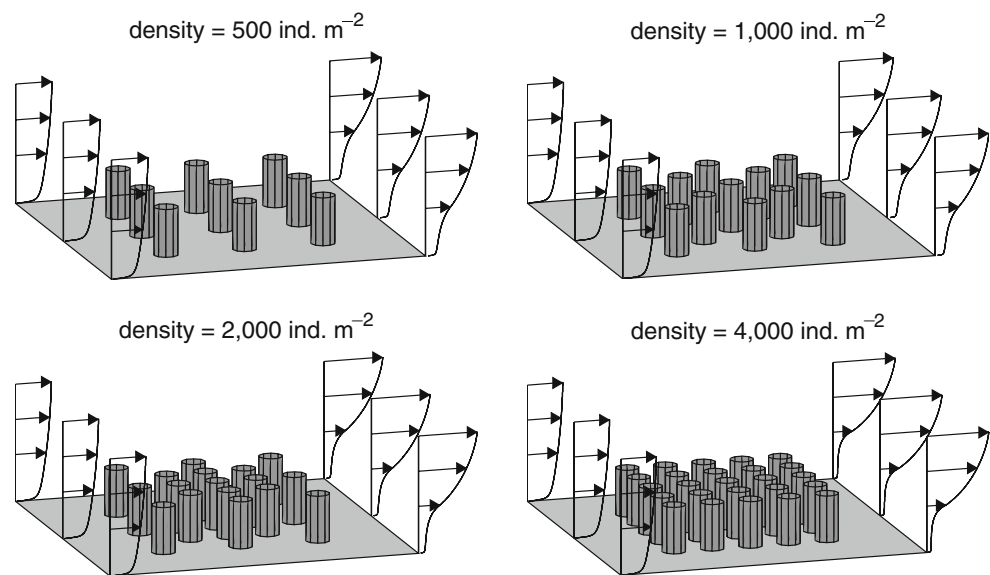 density = 500 ind. m⁻²
density = 1,000 ind. m⁻²
density = 2,000 ind. m⁻²
density = 4,000 ind. m⁻²